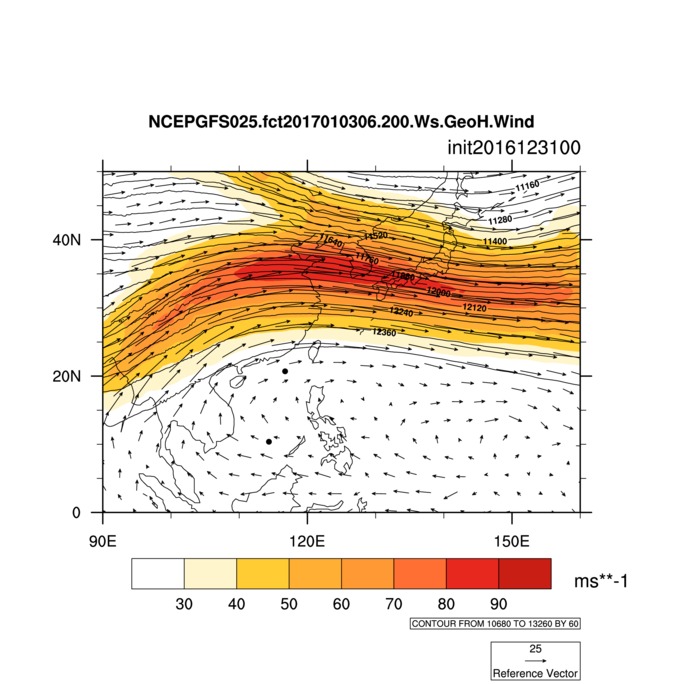 NCEPGFS025.fct2017010306.200.Ws.GeoH.Wind
init2016123100
11160
11280
11400
11520
11640
11760
11880
12000
12120
12240
12360
40N
20N
0
90E
120E
150E
30 40 50 60 70 80 90
ms**-1
CONTOUR FROM 10680 TO 13260 BY 60
25
Reference Vector